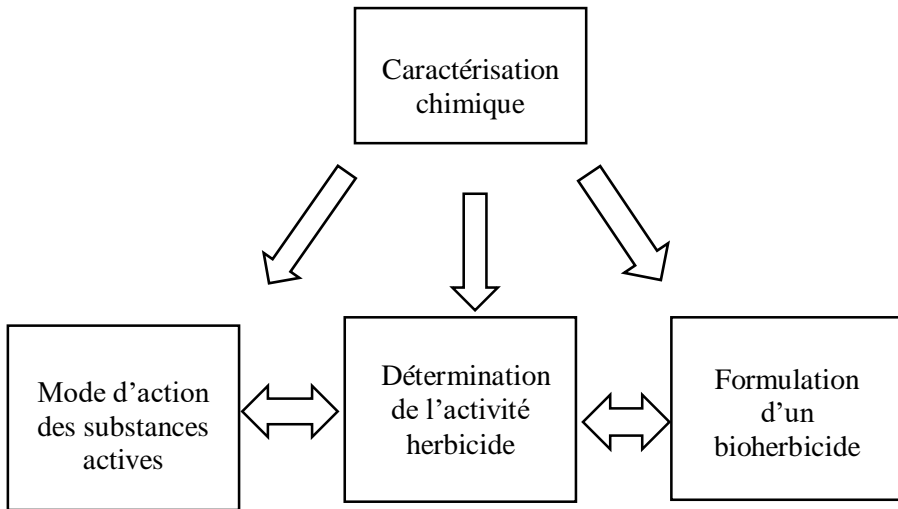 Caractérisation
chimique
Mode d’action
des substances
actives
Détermination
de l’activité
herbicide
Formulation
d’un
bioherbicide